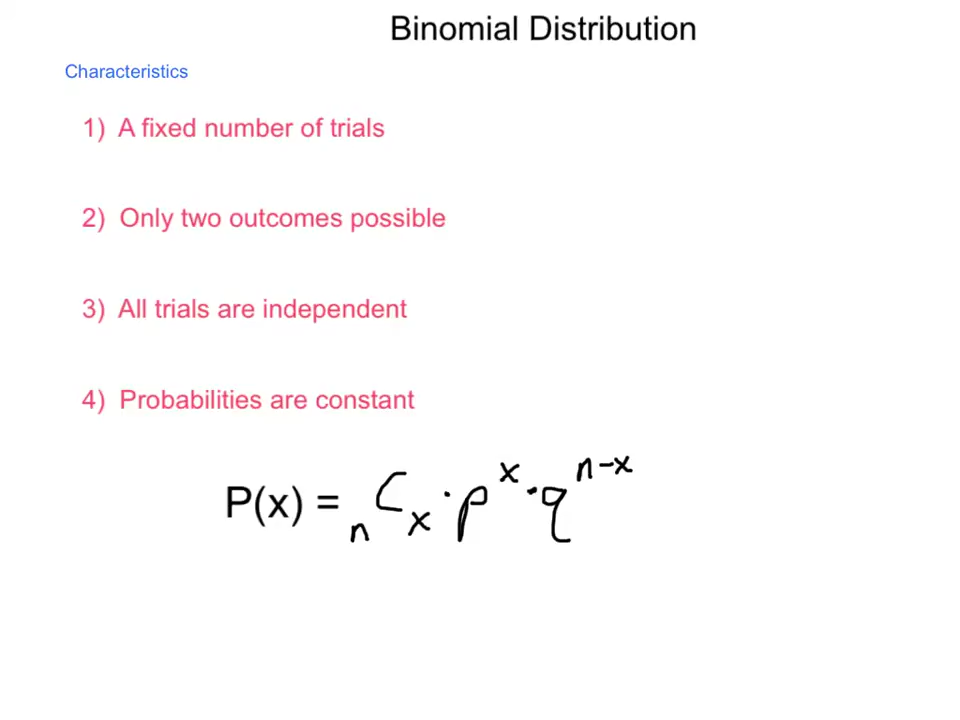 Binomial Distribution
Characteristics
1) A fixed number of trials
2) Only two outcomes possible
3) All trials are independent
4) Probabilities are constant
P(x) = nCx · p^x · q^n-x